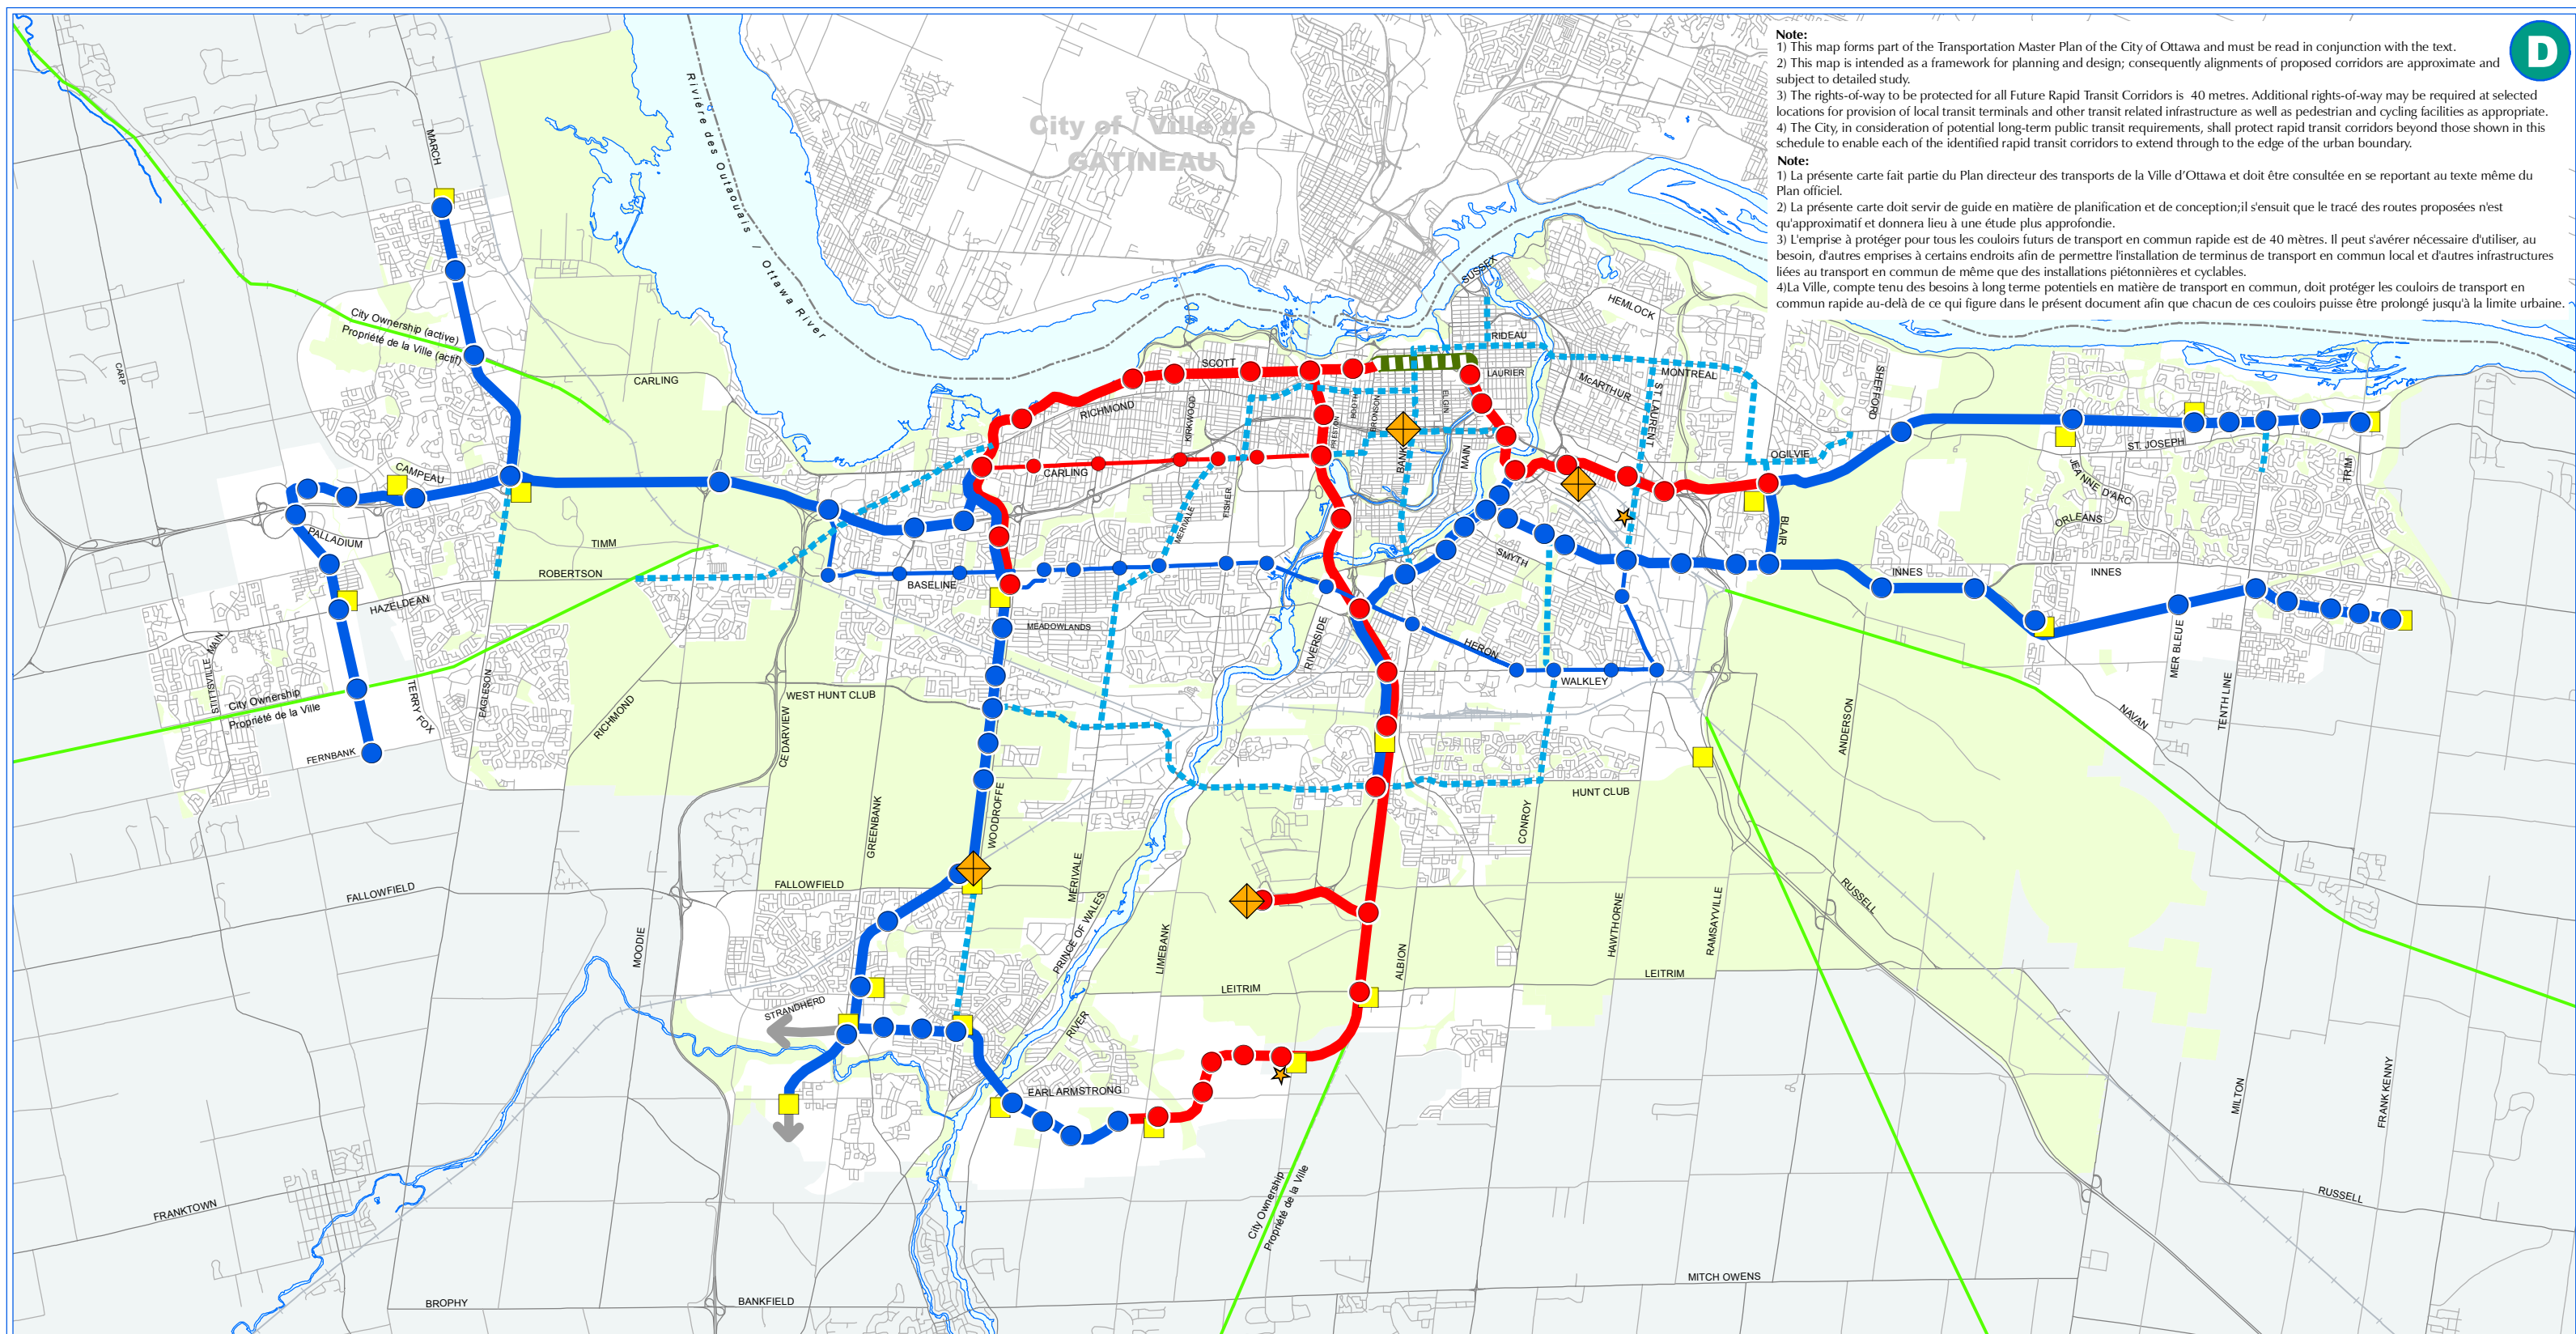 Note:
1) This map forms part of the Transportation Master Plan of the City of Ottawa and must be read in conjunction with the text.
2) This map is intended as a framework for planning and design; consequently alignments of proposed corridors are approximate and
subject to detailed study.
3) The rights-of-way to be protected for all Future Rapid Transit Corridors is 40 metres. Additional rights-of-way may be required at selected
locations for provision of local transit terminals and other transit related infrastructure as well as pedestrian and cycling facilities as appropriate.
4) The City, in consideration of potential long-term public transit requirements, shall protect rapid transit corridors beyond those shown in this
schedule to enable each of the identified rapid transit corridors to extend through to the edge of the urban boundary.
Note:
1) La présente carte fait partie du Plan directeur des transports de la Ville d'Ottawa et doit être consultée en se reportant au texte même du
Plan officiel.
2) La présente carte doit servir de guide en matière de planification et de conception;il s'ensuit que le tracé des routes proposées n'est
qu'approximatif et donnera lieu à une étude plus approfondie.
3) L'emprise à protéger pour tous les couloirs futurs de transport en commun rapide est de 40 mètres. Il peut s'avérer nécessaire d'utiliser, au
besoin, d'autres emprises à certains endroits afin de permettre l'installation de terminus de transport en commun local et d'autres infrastructures
liées au transport en commun de même que des installations piétonnières et cyclables.
4)La Ville, compte tenu des besoins à long terme potentiels en matière de transport en commun, doit protéger les couloirs de transport en
commun rapide au-delà de ce qui figure dans le présent document afin que chacun de ces couloirs puisse être prolongé jusqu'à la limite urbaine.
D
City of / Ville de
GATINEAU
Rivière des Outaouais / Ottawa River
MARCH
City Ownership (active)
Propriété de la Ville (actif)
CARP
CARLING
SUSSEX
HEMLOCK
RIDEAU
SCOTT
LAURIER
McARTHUR
MONTREAL
ST. LAURENT
SHEFFORD
RICHMOND
KIRKWOOD
PRESTON
BOOTH
BRONSON
ELGIN
BANK
MAIN
OGILVIE
ST. JOSEPH
JEANNE D'ARC
TRIM
ORLEANS
CAMPEAU
CARLING
FISHER
MERIVALE
PALLADIUM
TIMM
ROBERTSON
BASELINE
SMYTH
BLAIR
INNES
INNES
HAZELDEAN
MEADOWLANDS
RIVERSIDE
HERON
WALKLEY
STITTSVILLE MAIN
City Ownership
Propriété de la Ville
TERRY FOX
EAGLESON
RICHMOND
WEST HUNT CLUB
CEDARVIEW
FERNBANK
MER BLEUE
TENTH LINE
NAVAN
ANDERSON
HUNT CLUB
CONROY
GREENBANK
WOODROFFE
MERIVALE
FALLOWFIELD
FALLOWFIELD
PRINCE OF WALES
LIMEBANK
MOODIE
ALBION
HAWTHORNE
RAMSAYVILLE
RUSSELL
LEITRIM
LEITRIM
STRANDHERD
RIVER
EARL ARMSTRONG
MILTON
FRANK KENNY
City Ownership
Propriété de la Ville
FRANKTOWN
RUSSELL
MITCH OWENS
BROPHY
BANKFIELD